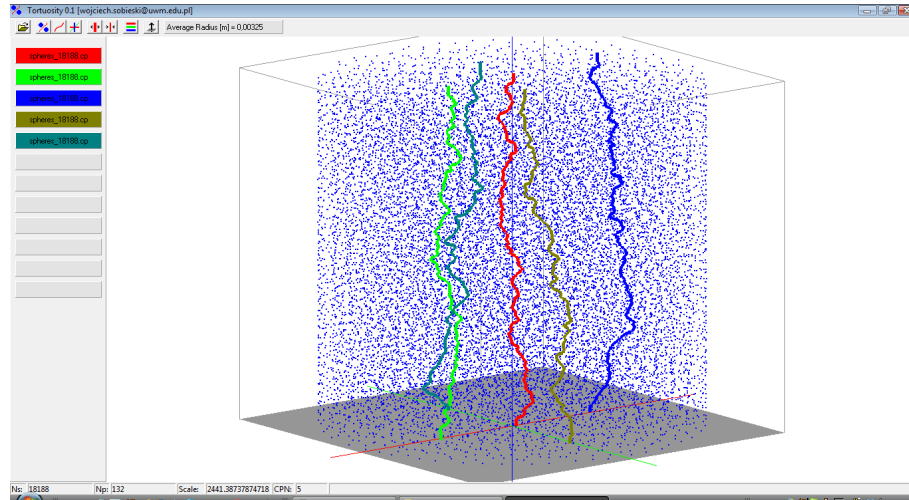 Tortuosity 0.1 [wojciech.sobieski@uwm.edu.pl]
Average Radius [m] = 0,00325
spheres_18188.cp
spheres_18188.cp
spheres_18188.cp
spheres_18188.cp
spheres_18188.cp
Ns: 18188 Np: 132 Scale: 2441.38737874718 CPN: 5